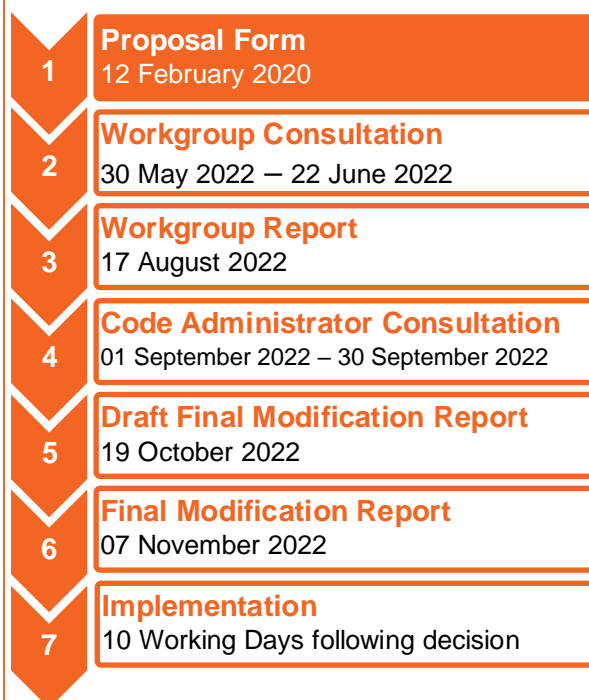 1
Proposal Form
12 February 2020
2
Workgroup Consultation
30 May 2022 – 22 June 2022
3
Workgroup Report
17 August 2022
4
Code Administrator Consultation
01 September 2022 – 30 September 2022
5
Draft Final Modification Report
19 October 2022
6
Final Modification Report
07 November 2022
7
Implementation
10 Working Days following decision